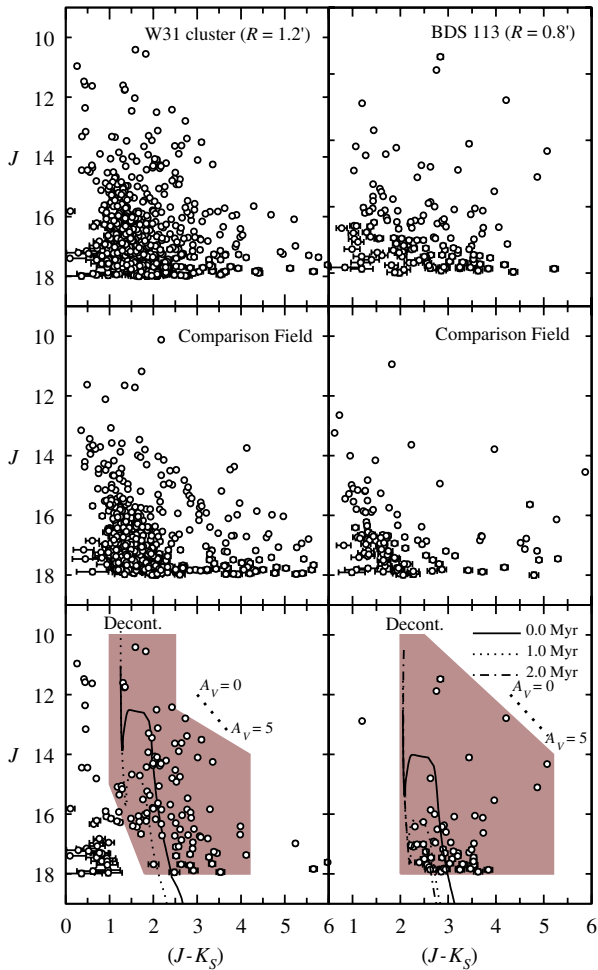 W31 cluster (R = 1.2')
BDS 113 (R = 0.8')
10
12
J
14
16
18
Comparison Field
Comparison Field
10
12
J
14
16
18
Decont.
Decont.
0.0 Myr
1.0 Myr
2.0 Myr
A_V = 0
A_V = 5
A_V = 0
A_V = 5
10
12
J
14
16
18
0 1 2 3 4 5 6 1 2 3 4 5 6
(J-K_S) (J-K_S)